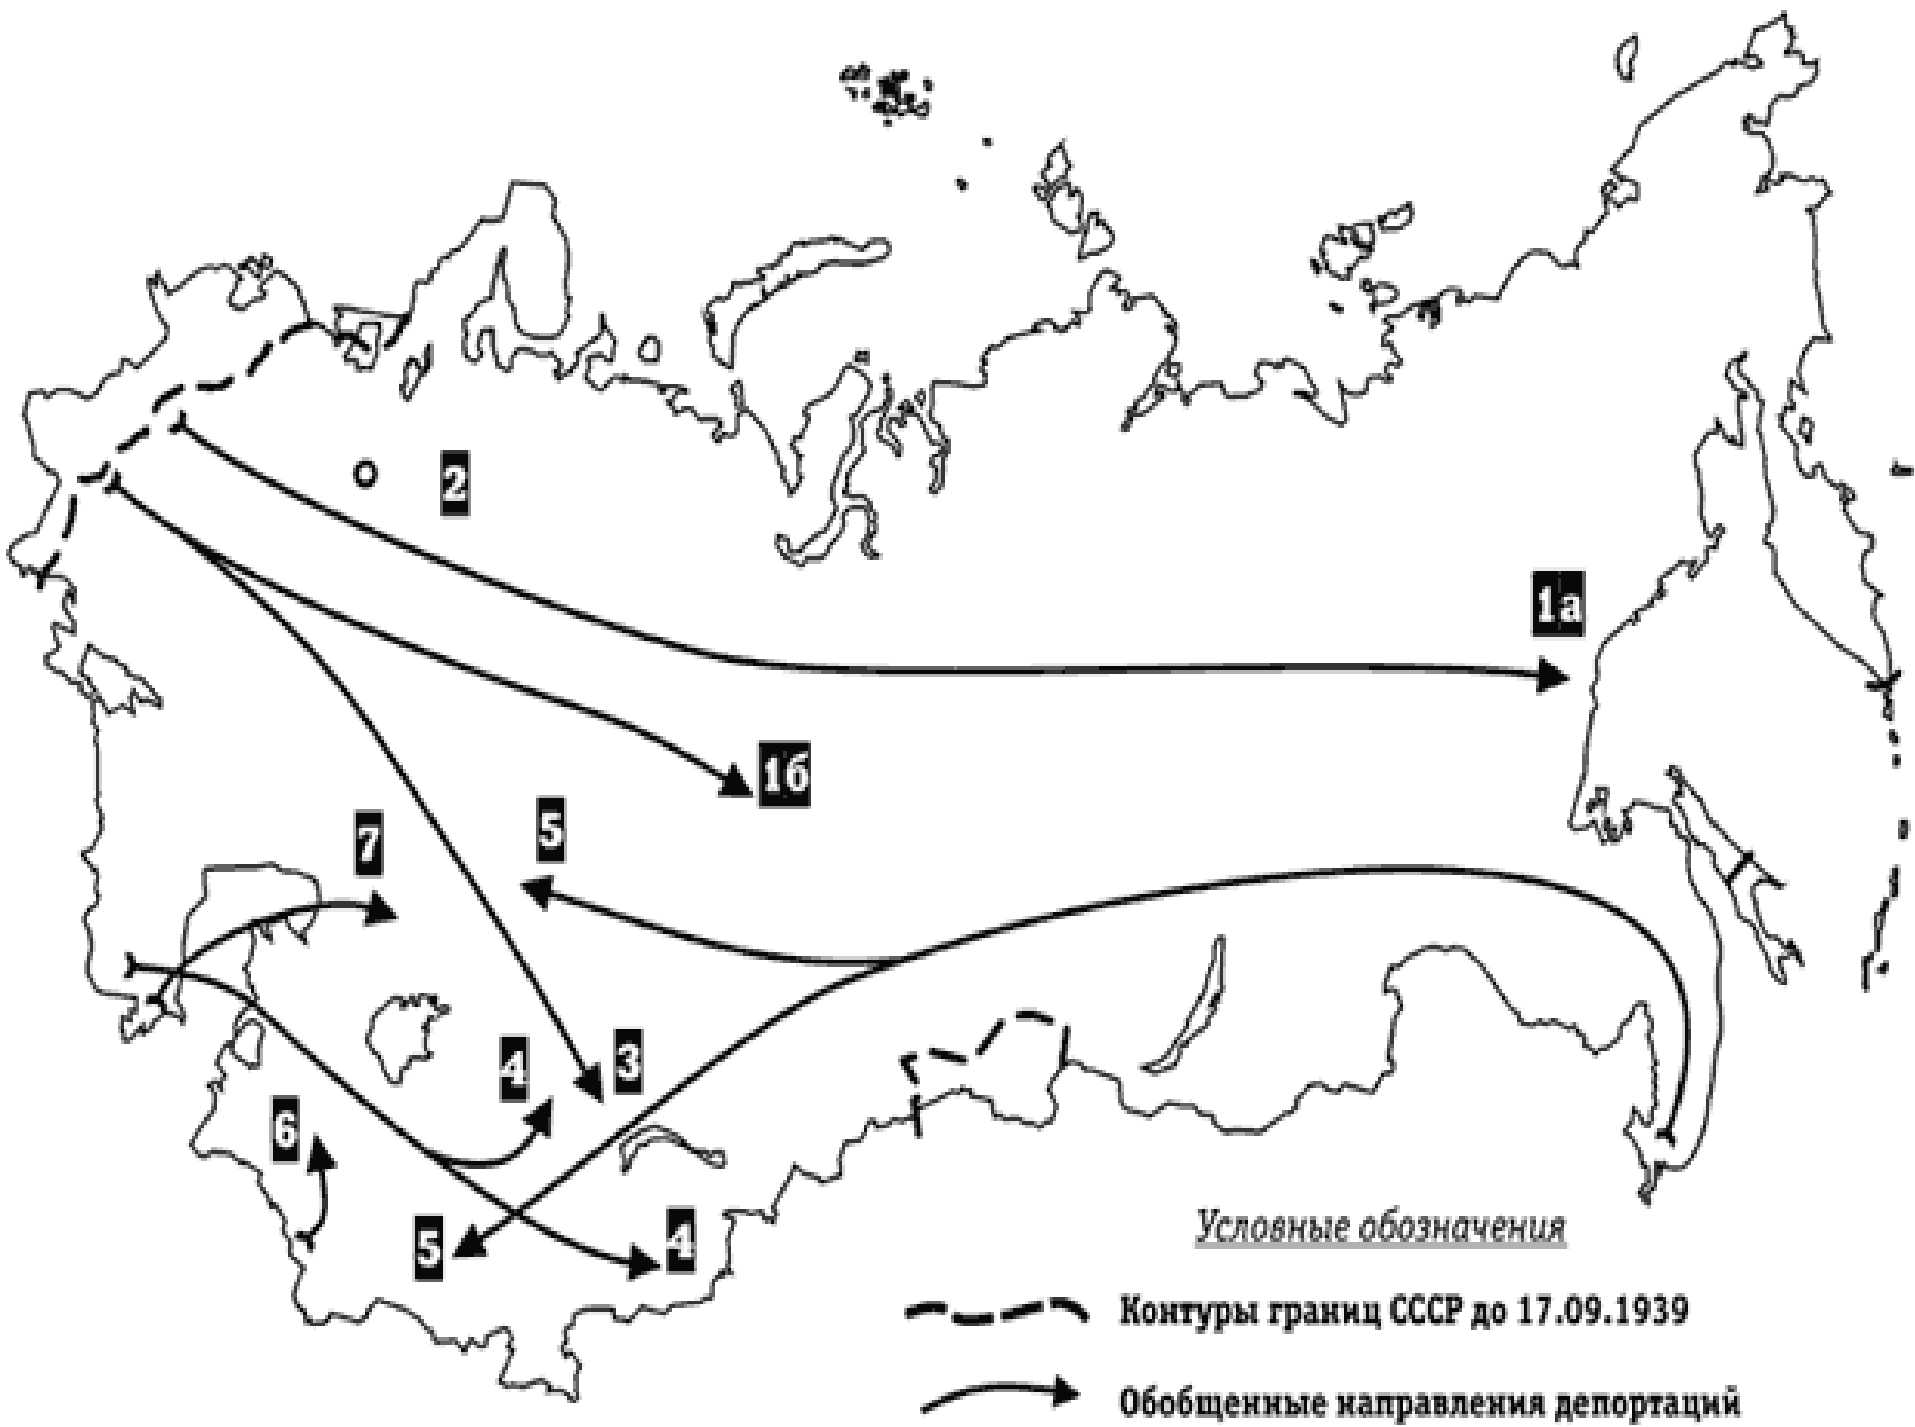 2
1а
1б
5
7
4
3
6
5
4
Условные обозначения
Контуры границ СССР до 17.09.1939
Обобщенные направления депортаций